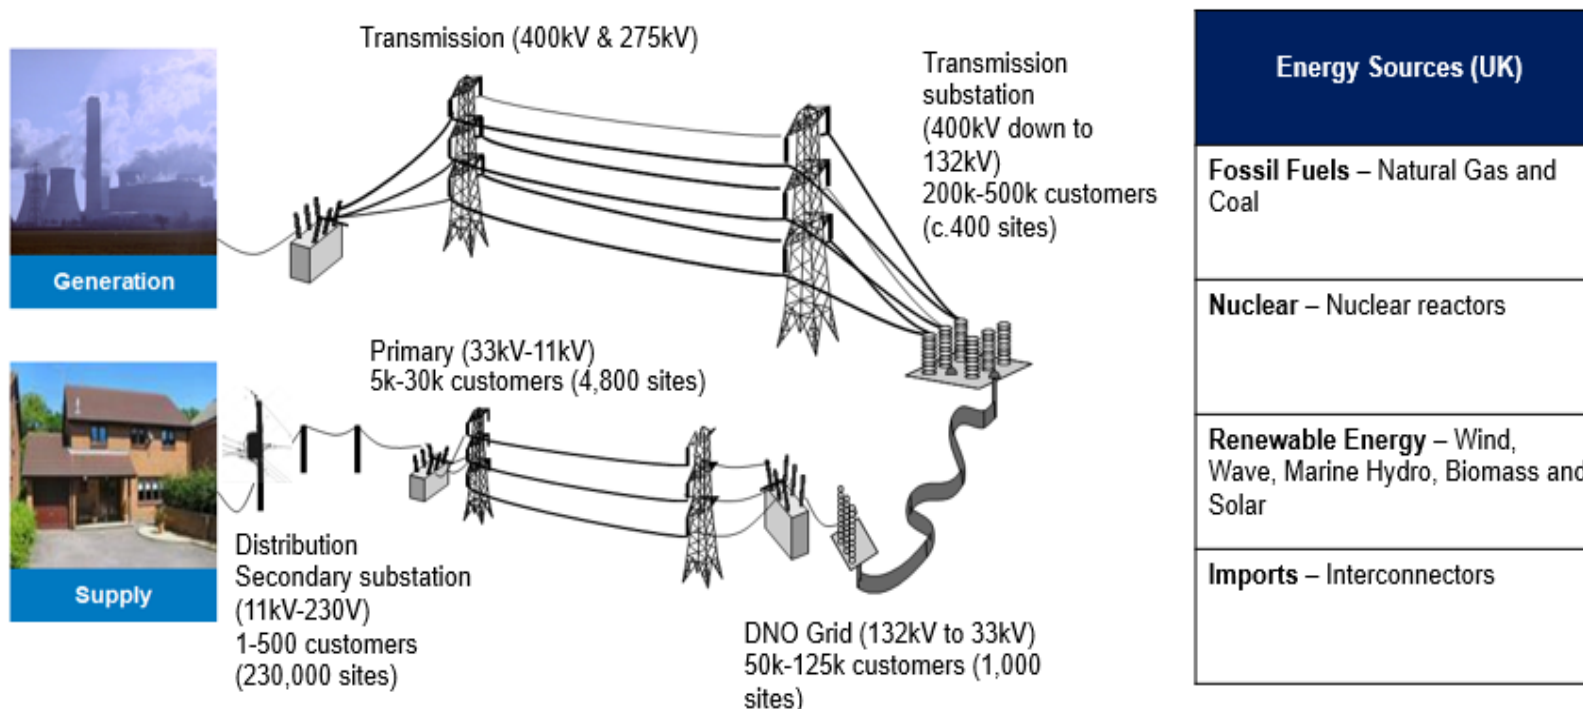 Transmission (400kV & 275kV)
Transmission
substation
(400kV down to
132kV)
200k-500k customers
(c.400 sites)
Generation
Primary (33kV-11kV)
5k-30k customers (4,800 sites)
Supply
Distribution
Secondary substation
(11kV-230V)
1-500 customers
(230,000 sites)
DNO Grid (132kV to 33kV)
50k-125k customers (1,000
sites)
Energy Sources (UK)
Fossil Fuels – Natural Gas and
Coal
Nuclear – Nuclear reactors
Renewable Energy – Wind,
Wave, Marine Hydro, Biomass and
Solar
Imports – Interconnectors